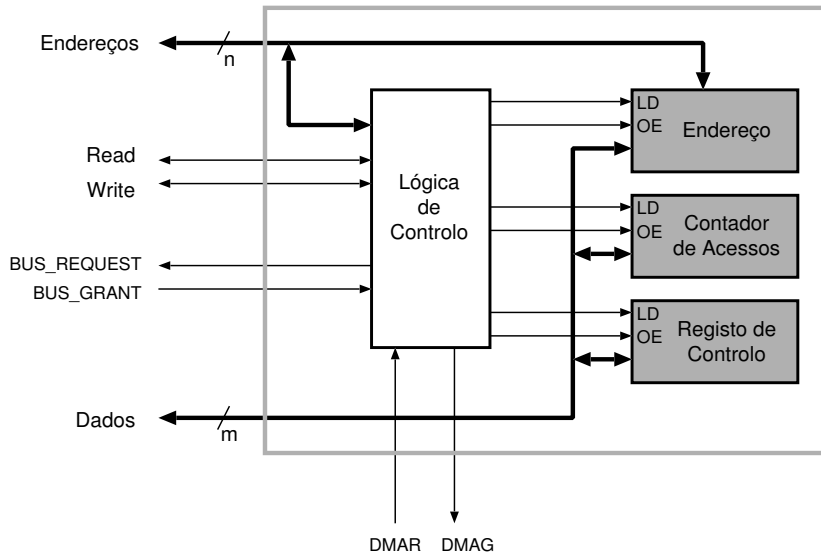 Endereços
n
LD
OE
Endereço
Read
Write
Lógica
de
Controlo
LD
OE
Contador
de Acessos
BUS_REQUEST
BUS_GRANT
LD
OE
Registo de
Controlo
Dados
m
DMAR
DMAG